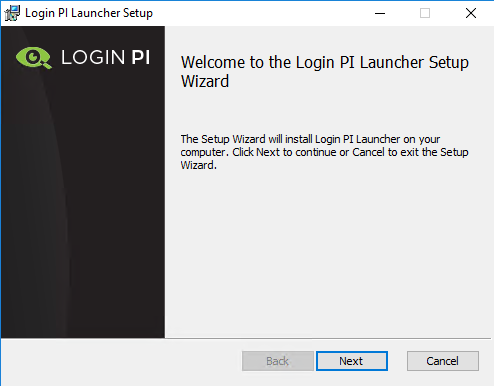 Login PI Launcher Setup
LOGIN PI
Welcome to the Login PI Launcher Setup
Wizard
The Setup Wizard will install Login PI Launcher on your
computer. Click Next to continue or Cancel to exit the Setup
Wizard.
Back Next Cancel